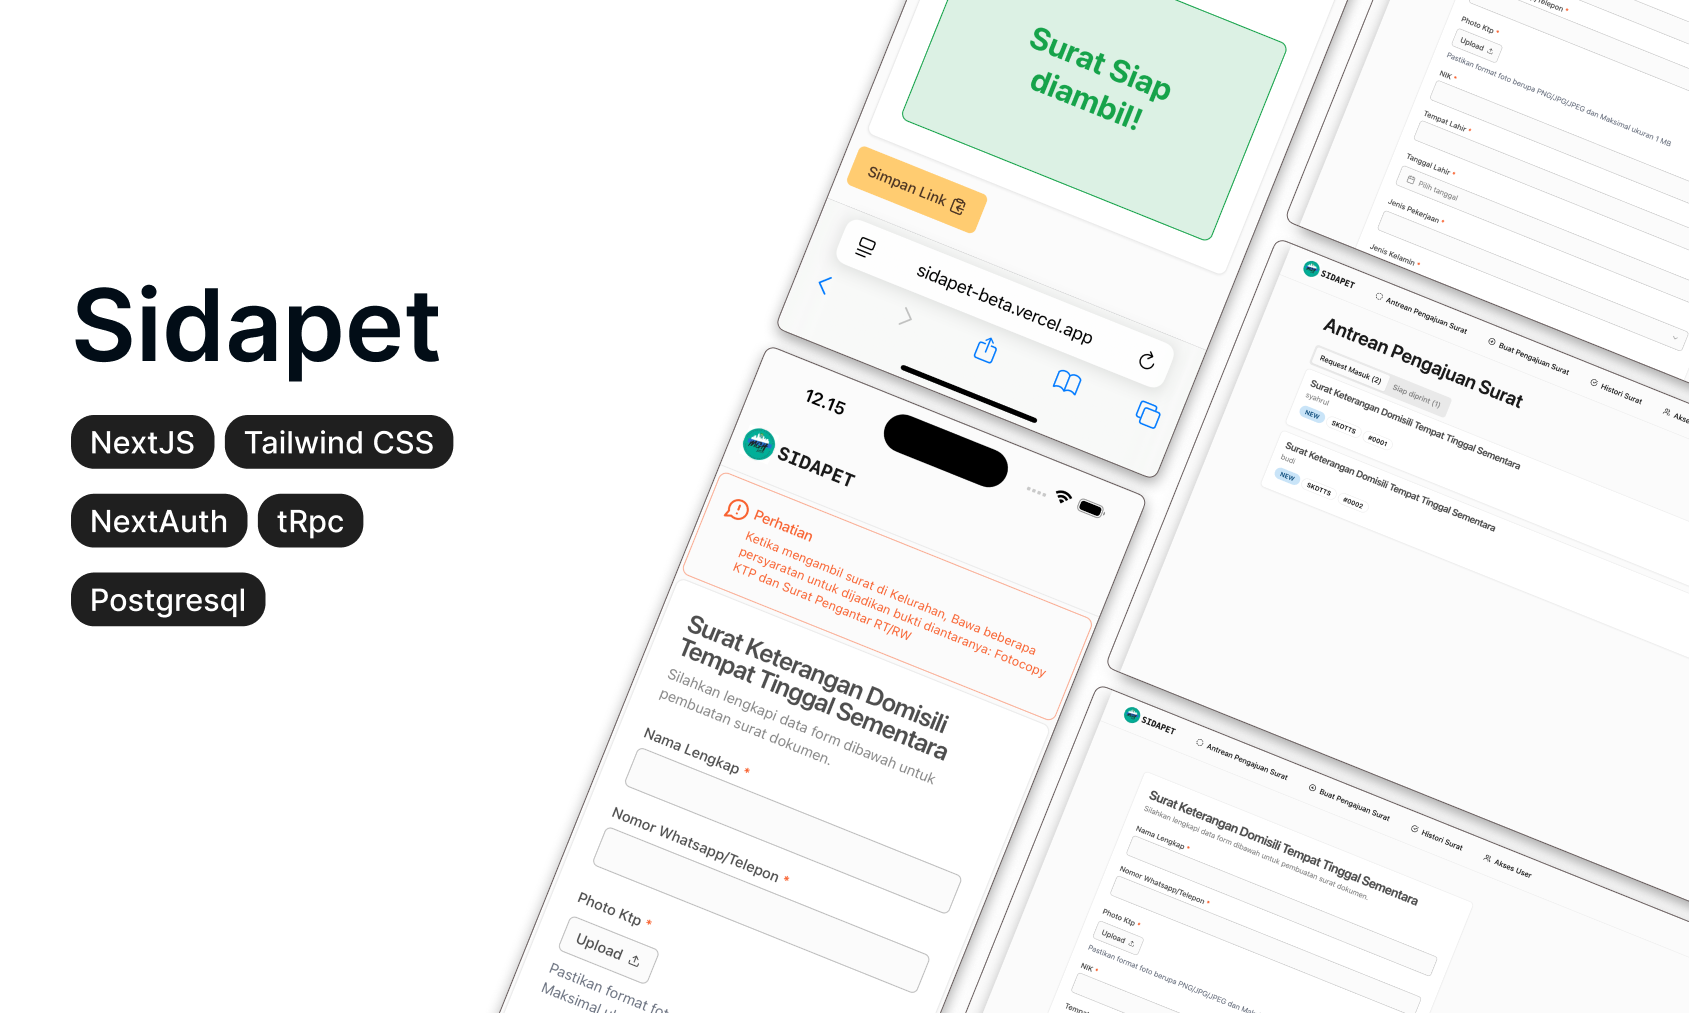 Sidapet
NextJS
Tailwind CSS
NextAuth
tRpc
Postgresql
Surat Siap
diambil!
Simpan Link
sidapet-beta.vercel.app
12.15
SIDAPET
Perhatian
Ketika mengambil surat di Kelurahan, Bawa beberapa
persyaratan untuk dijadikan bukti diantaranya: Fotocopy
KTP dan Surat Pengantar RT/RW
Surat Keterangan Domisili
Tempat Tinggal Sementara
Silahkan lengkapi data form dibawah untuk
pembuatan surat dokumen.
Nama Lengkap *
Nomor Whatsapp/Telepon *
Photo Ktp *
Upload
Pastikan format fot
Maksimal uk
Photo Ktp *
Upload
Pastikan format foto berupa PNG/JPG/JPEG dan Maksimal ukuran 1 MB
NIK *
Tempat Lahir *
Tanggal Lahir *
Pilih tanggal
Jenis Pekerjaan *
Jenis Kelamin *
SIDAPET
Antrean Pengajuan Surat
Buat Pengajuan Surat
Histori Surat
Akse
Antrean Pengajuan Surat
Request Masuk (2)
Siap diprint (1)
Surat Keterangan Domisili Tempat Tinggal Sementara
syahrul
NEW
SKDTTS
#0001
Surat Keterangan Domisili Tempat Tinggal Sementara
budi
NEW
SKDTTS
#0002
SIDAPET
Antrean Pengajuan Surat
Buat Pengajuan Surat
Histori Surat
Akses User
Surat Keterangan Domisili Tempat Tinggal Sementara
Silahkan lengkapi data form dibawah untuk pembuatan surat dokumen.
Nama Lengkap *
Nomor Whatsapp/Telepon *
Photo Ktp *
Upload
Pastikan format foto berupa PNG/JPG/JPEG dan Mak
NIK *